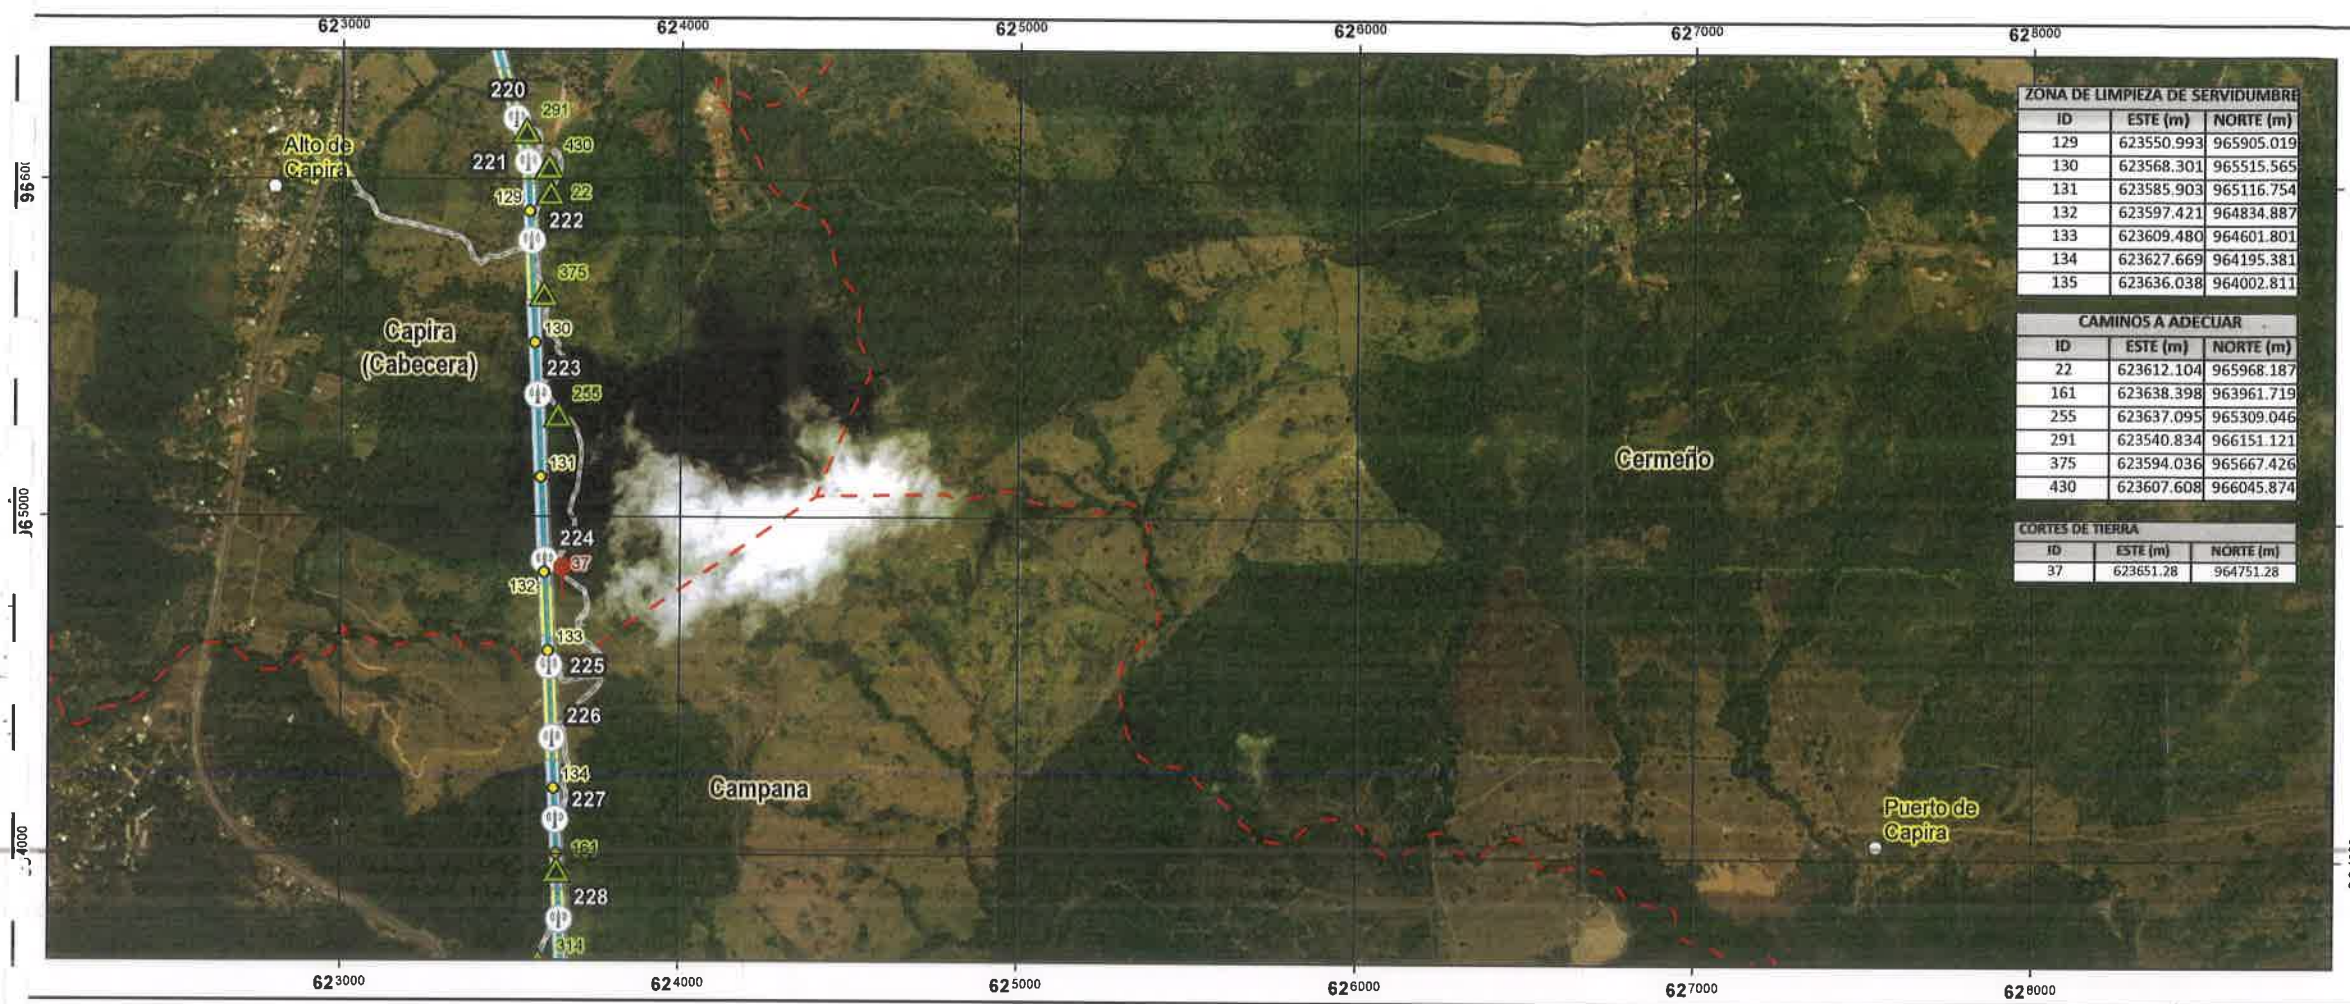 623000 624000 625000 626000 627000 628000
220
291
Alto de
Capira
430
221
22
129
222
375
130
Capira
(Cabecera)
223
255
131
224
37
132
133
225
226
134
227
161
228
314
Campana
Cermeño
Puerto de
Capira
965000
ZONA DE LIMPIEZA DE SERVIDUMBRE
ID ESTE (m) NORTE (m)
129 623550.993 965905.019
130 623568.301 965515.565
131 623585.903 965116.754
132 623597.421 964834.887
133 623609.480 964601.801
134 623627.669 964195.381
135 623636.038 964002.811
CAMINOS A ADECUAR
ID ESTE (m) NORTE (m)
22 623612.104 965968.187
161 623638.398 963961.719
255 623637.095 965309.046
291 623540.834 966151.121
375 623594.036 965667.426
430 623607.608 966045.874
CORTES DE TIERRA
ID ESTE (m) NORTE (m)
37 623651.28 964751.28
623000 624000 625000 626000 627000 628000